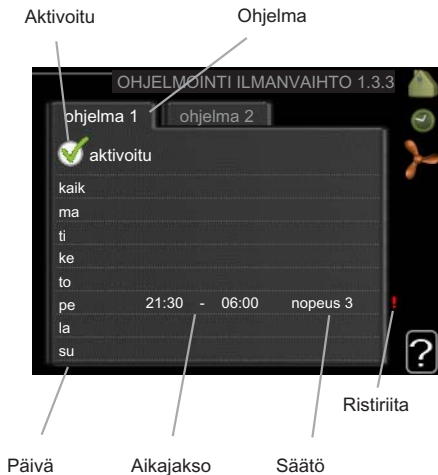 Aktivoitu
Ohjelma
OHJELMOINTI ILMANVAIHTO 1.3.3
ohjelma 1
ohjelma 2
aktivoitu
kaik
ma
ti
ke
to
pe 21:30 - 06:00 nopeus 3 !
la
su
?
Ristiriita
Päivä
Aikajakso
Säätö